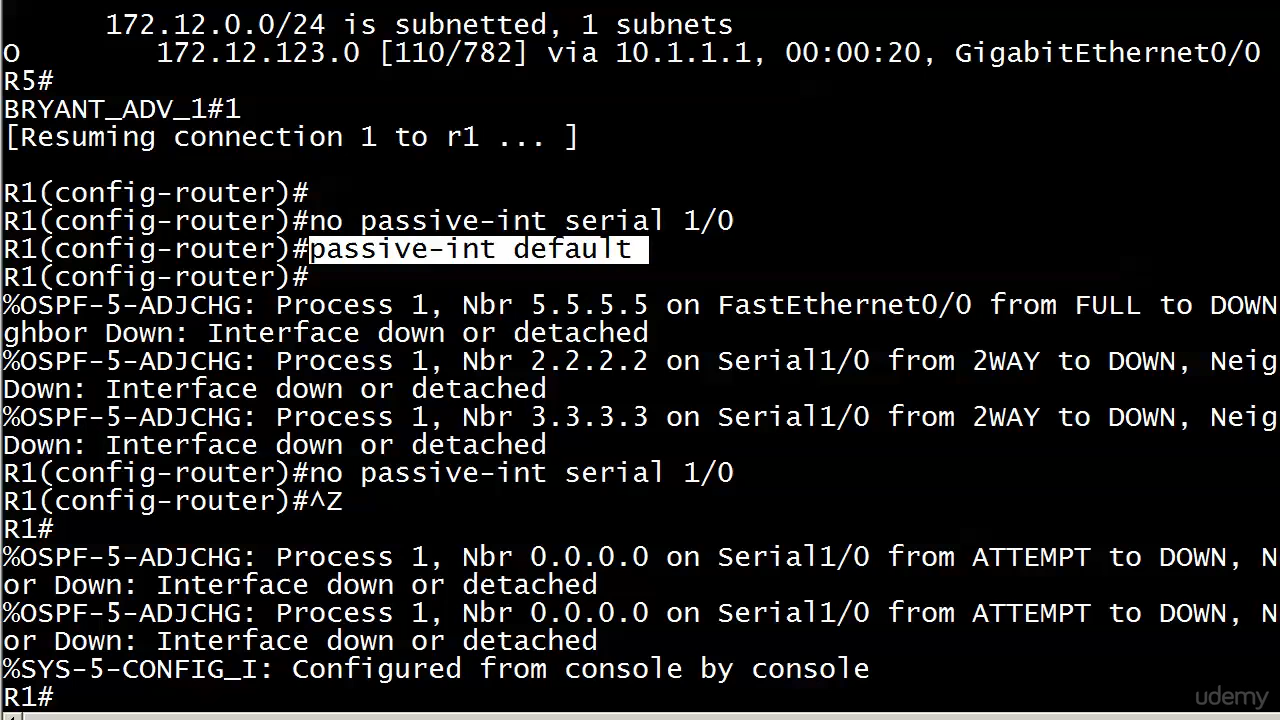 172.12.0.0/24 is subnetted, 1 subnets
O        172.12.123.0 [110/782] via 10.1.1.1, 00:00:20, GigabitEthernet0/0
R5#
BRYANT_ADV_1#1
[Resuming connection 1 to r1 ... ]
R1(config-router)#
R1(config-router)#no passive-int serial 1/0
R1(config-router)#passive-int default
R1(config-router)#
%OSPF-5-ADJCHG: Process 1, Nbr 5.5.5.5 on FastEthernet0/0 from FULL to DOWN
ghbor Down: Interface down or detached
%OSPF-5-ADJCHG: Process 1, Nbr 2.2.2.2 on Serial1/0 from 2WAY to DOWN, Neig
Down: Interface down or detached
%OSPF-5-ADJCHG: Process 1, Nbr 3.3.3.3 on Serial1/0 from 2WAY to DOWN, Neig
Down: Interface down or detached
R1(config-router)#no passive-int serial 1/0
R1(config-router)#^Z
R1#
%OSPF-5-ADJCHG: Process 1, Nbr 0.0.0.0 on Serial1/0 from ATTEMPT to DOWN, N
or Down: Interface down or detached
%OSPF-5-ADJCHG: Process 1, Nbr 0.0.0.0 on Serial1/0 from ATTEMPT to DOWN, N
or Down: Interface down or detached
%SYS-5-CONFIG_I: Configured from console by console
R1#
udemy